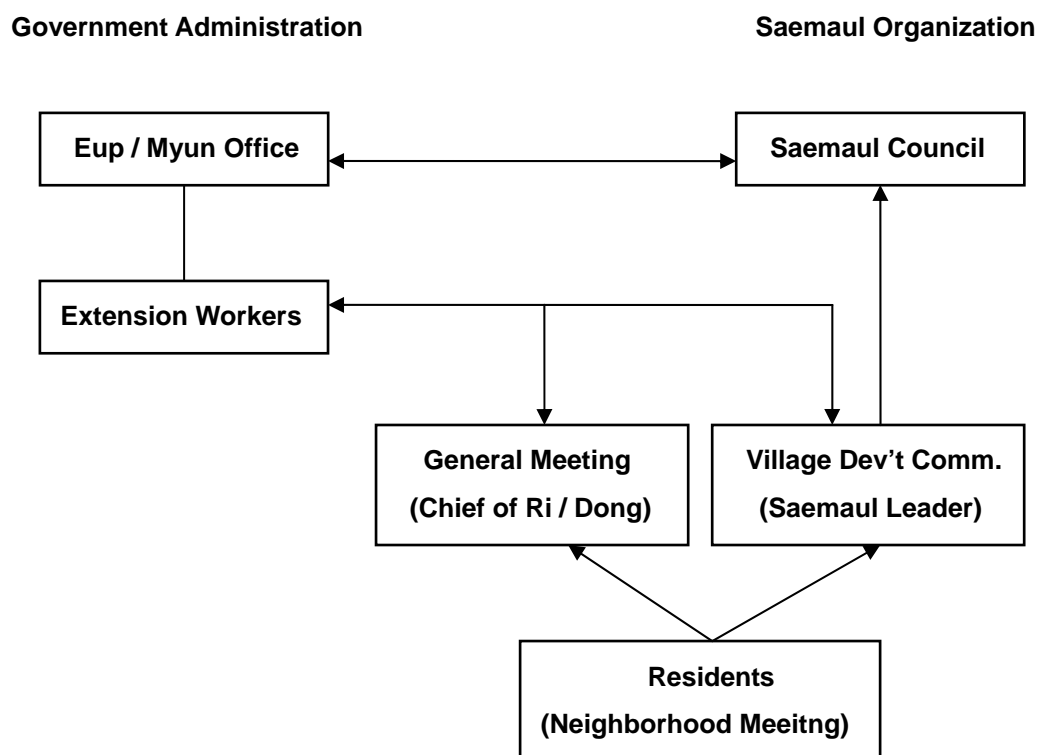 Government Administration
Saemaul Organization
Eup / Myun Office
Saemaul Council
Extension Workers
General Meeting
(Chief of Ri / Dong)
Village Dev’t Comm.
(Saemaul Leader)
Residents
(Neighborhood Meeitng)